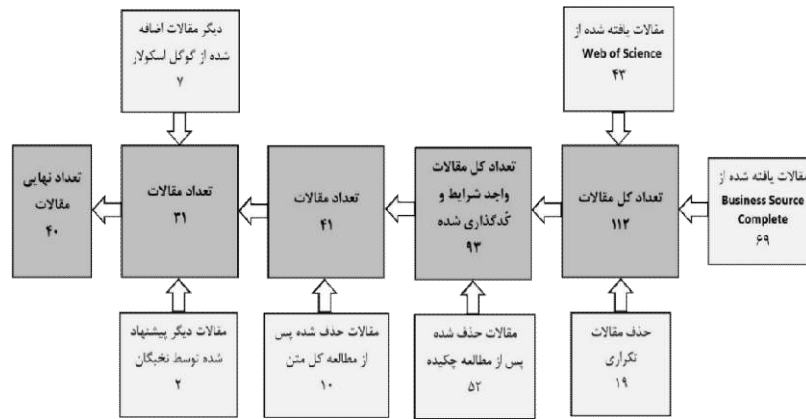 مقالات یافته شده از
Web of Science
۴۳
مقالات یافته شده از
Business Source
Complete
۶۹
تعداد کل مقالات
۱۱۲
حذف مقالات
تکراری
۱۹
تعداد کل مقالات
واجد شرایط و
کدگذاری شده
۹۳
مقالات حذف شده
پس از مطالعه چکیده
۵۲
تعداد مقالات
۴۱
مقالات حذف شده پس
از مطالعه کل متن
۱۰
دیگر مقالات اضافه
شده از گوگل اسکولار
۷
تعداد مقالات
۳۱
مقالات دیگر پیشنهاد
شده توسط نخبگان
۲
تعداد نهایی
مقالات
۴۰